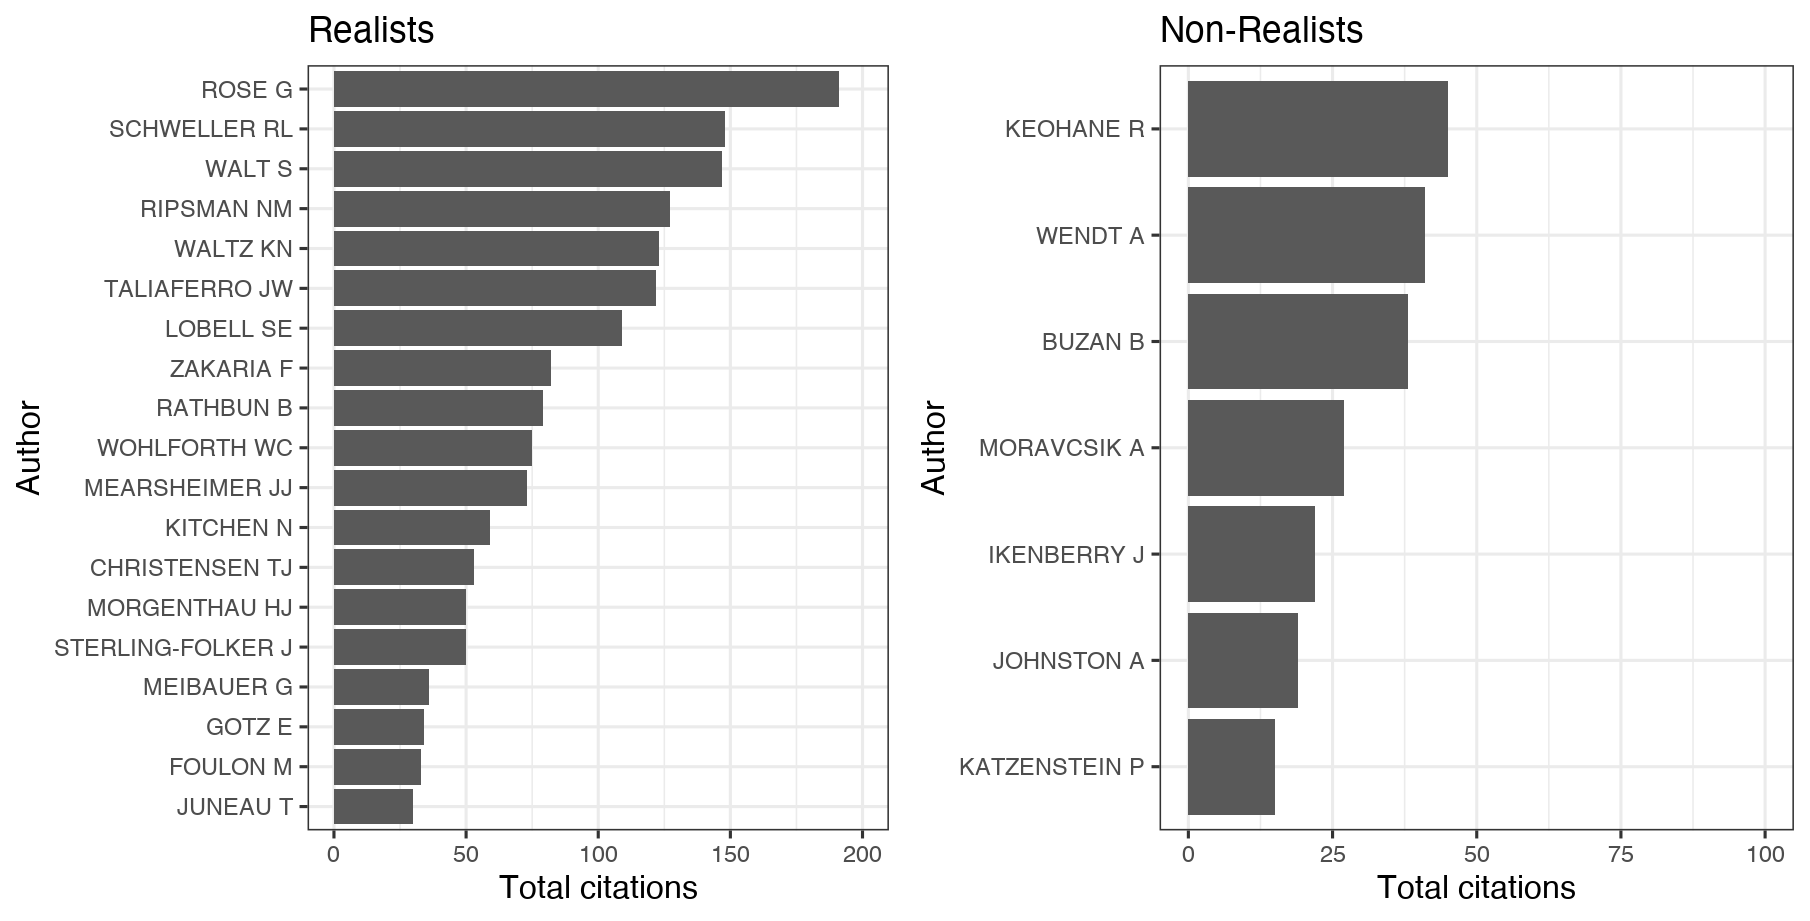 Realists
Author
ROSE G
SCHWELLER RL
WALT S
RIPSMAN NM
WALTZ KN
TALIAFERRO JW
LOBELL SE
ZAKARIA F
RATHBUN B
WOHLFORTH WC
MEARSHEIMER JJ
KITCHEN N
CHRISTENSEN TJ
MORGENTHAU HJ
STERLING-FOLKER J
MEIBAUER G
GOTZ E
FOULON M
JUNEAU T
0 50 100 150 200
Total citations
Non-Realists
Author
KEOHANE R
WENDT A
BUZAN B
MORAVCSIK A
IKENBERRY J
JOHNSTON A
KATZENSTEIN P
0 25 50 75 100
Total citations